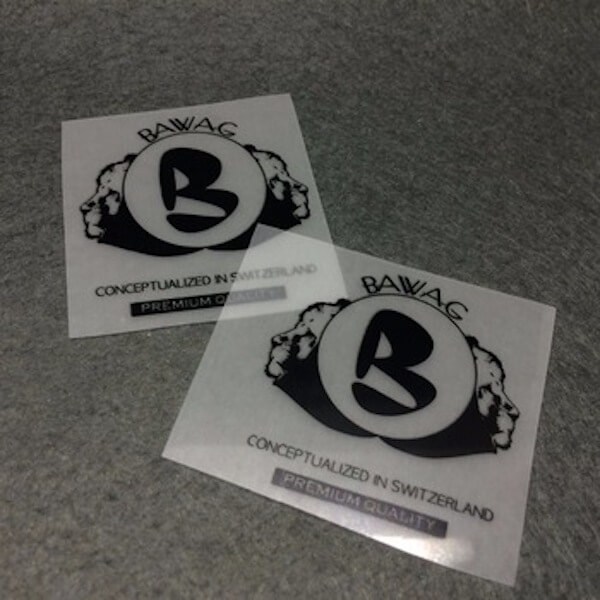 BAWAG
B
CONCEPTUALIZED IN SWITZERLAND
PREMIUM QUALITY
BAWAG
B
CONCEPTUALIZED IN SWITZERLAND
PREMIUM QUALITY